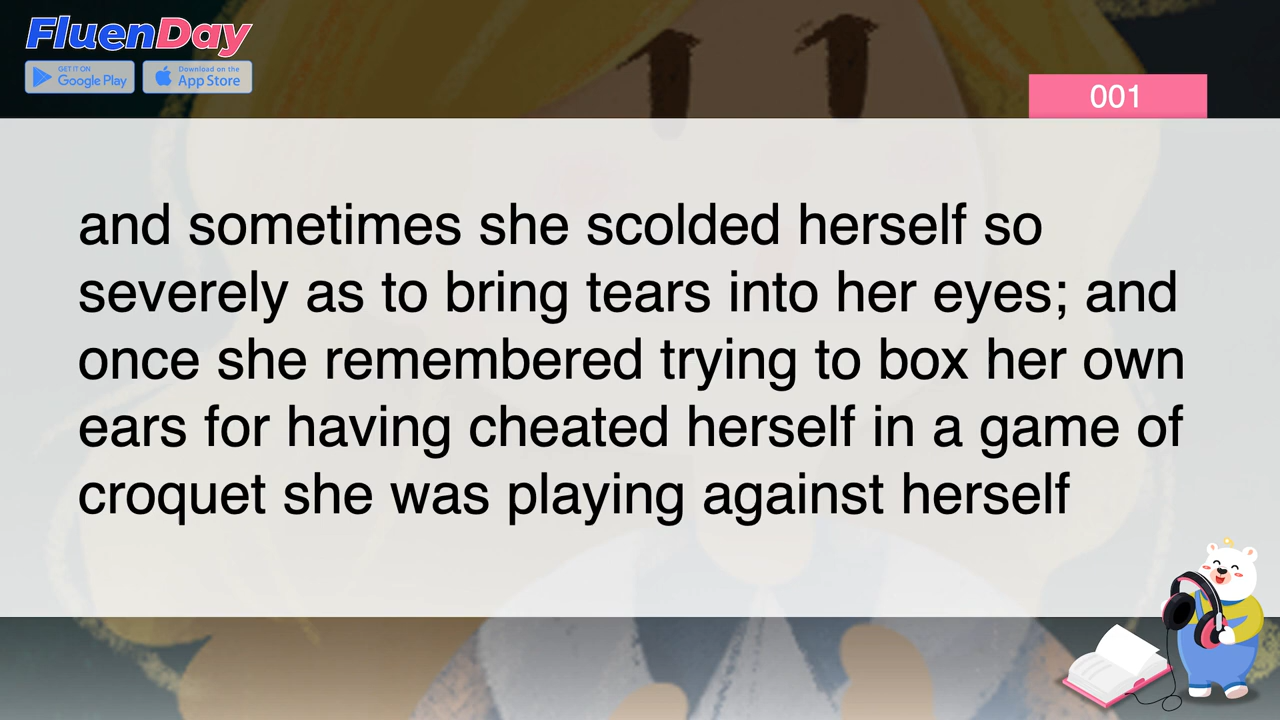 FluenDay
GET IT ON
Google Play
Download on the
App Store
001
and sometimes she scolded herself so
severely as to bring tears into her eyes; and
once she remembered trying to box her own
ears for having cheated herself in a game of
croquet she was playing against herself